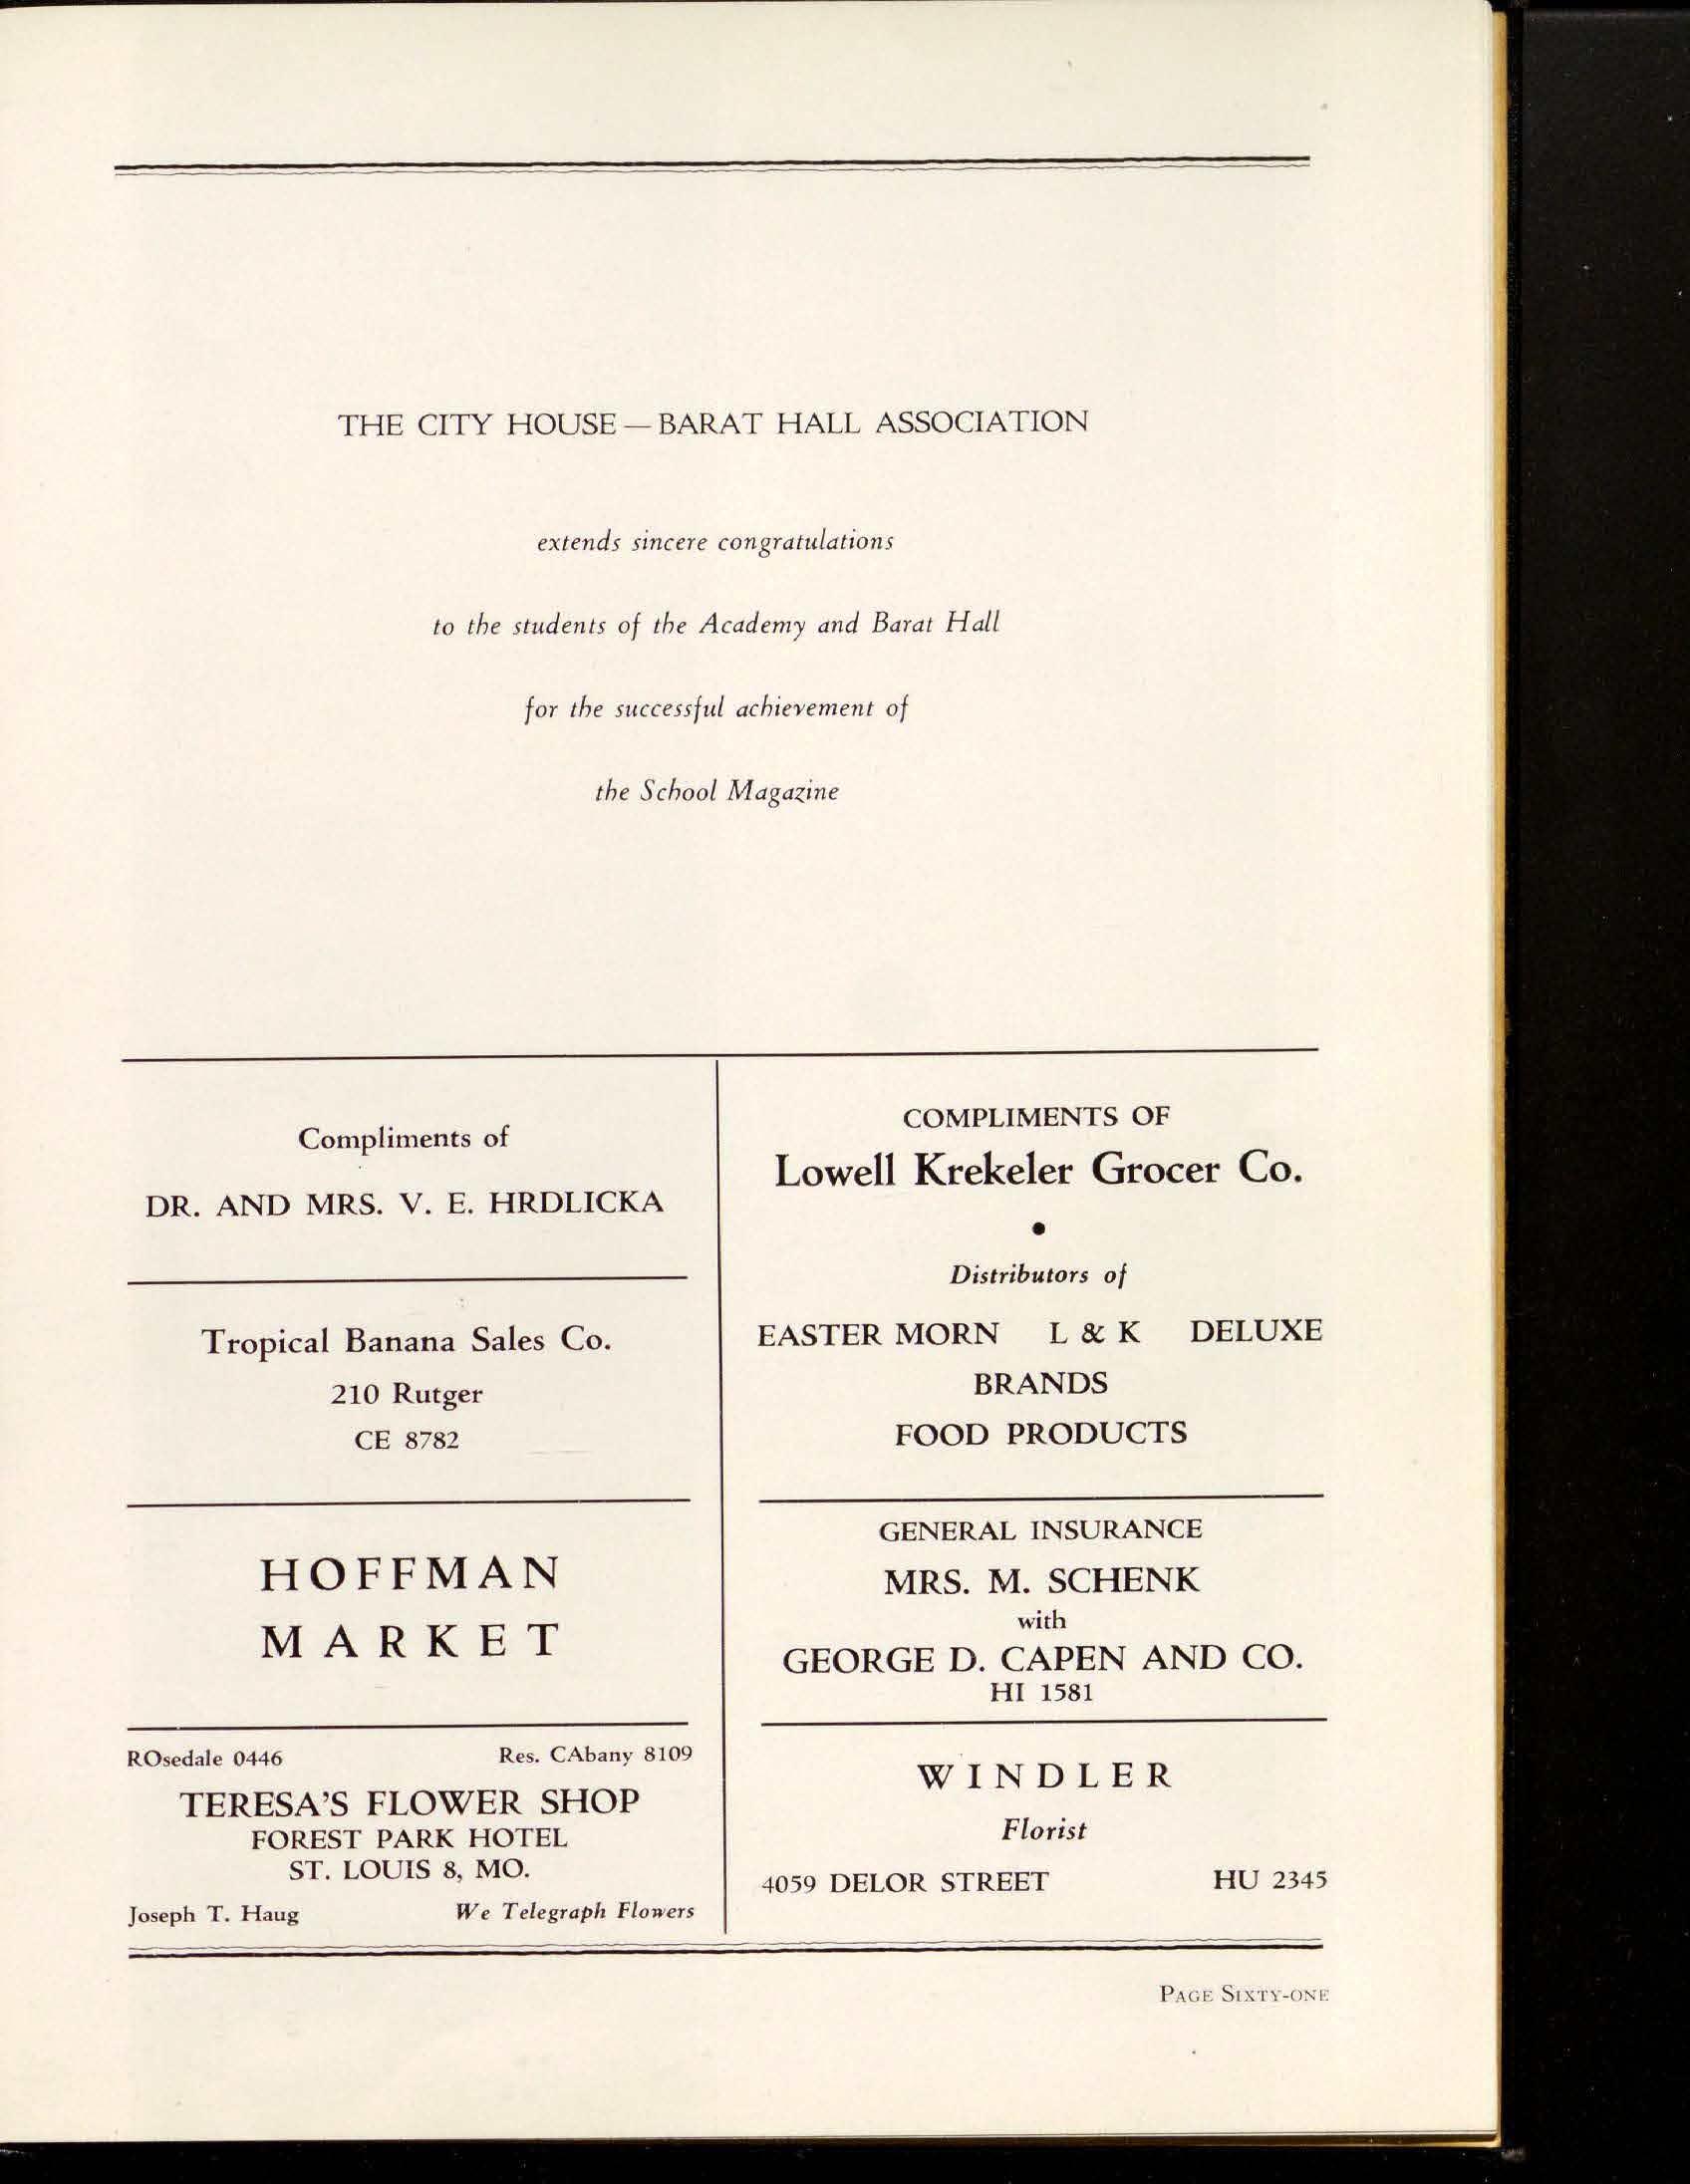 THE CITY HOUSE — BARAT HALL ASSOCIATION
extends sincere congratulations
to the students of the Academy and Barat Hall
for the successful achievement of
the School Magazine
Compliments of
DR. AND MRS. V. E. HRDLICKA
Tropical Banana Sales Co.
210 Rutger
CE 8782
HOFFMAN
MARKET
ROsedale 0446 Res. CAbany 8109
TERESA'S FLOWER SHOP
FOREST PARK HOTEL
ST. LOUIS 8, MO.
Joseph T. Haug We Telegraph Flowers
COMPLIMENTS OF
Lowell Krekeler Grocer Co.
•
Distributors of
EASTER MORN L & K DELUXE
BRANDS
FOOD PRODUCTS
GENERAL INSURANCE
MRS. M. SCHENK
with
GEORGE D. CAPEN AND CO.
HI 1581
WINDLER
Florist
4059 DELOR STREET HU 2345
PAGE SIXTY-ONE